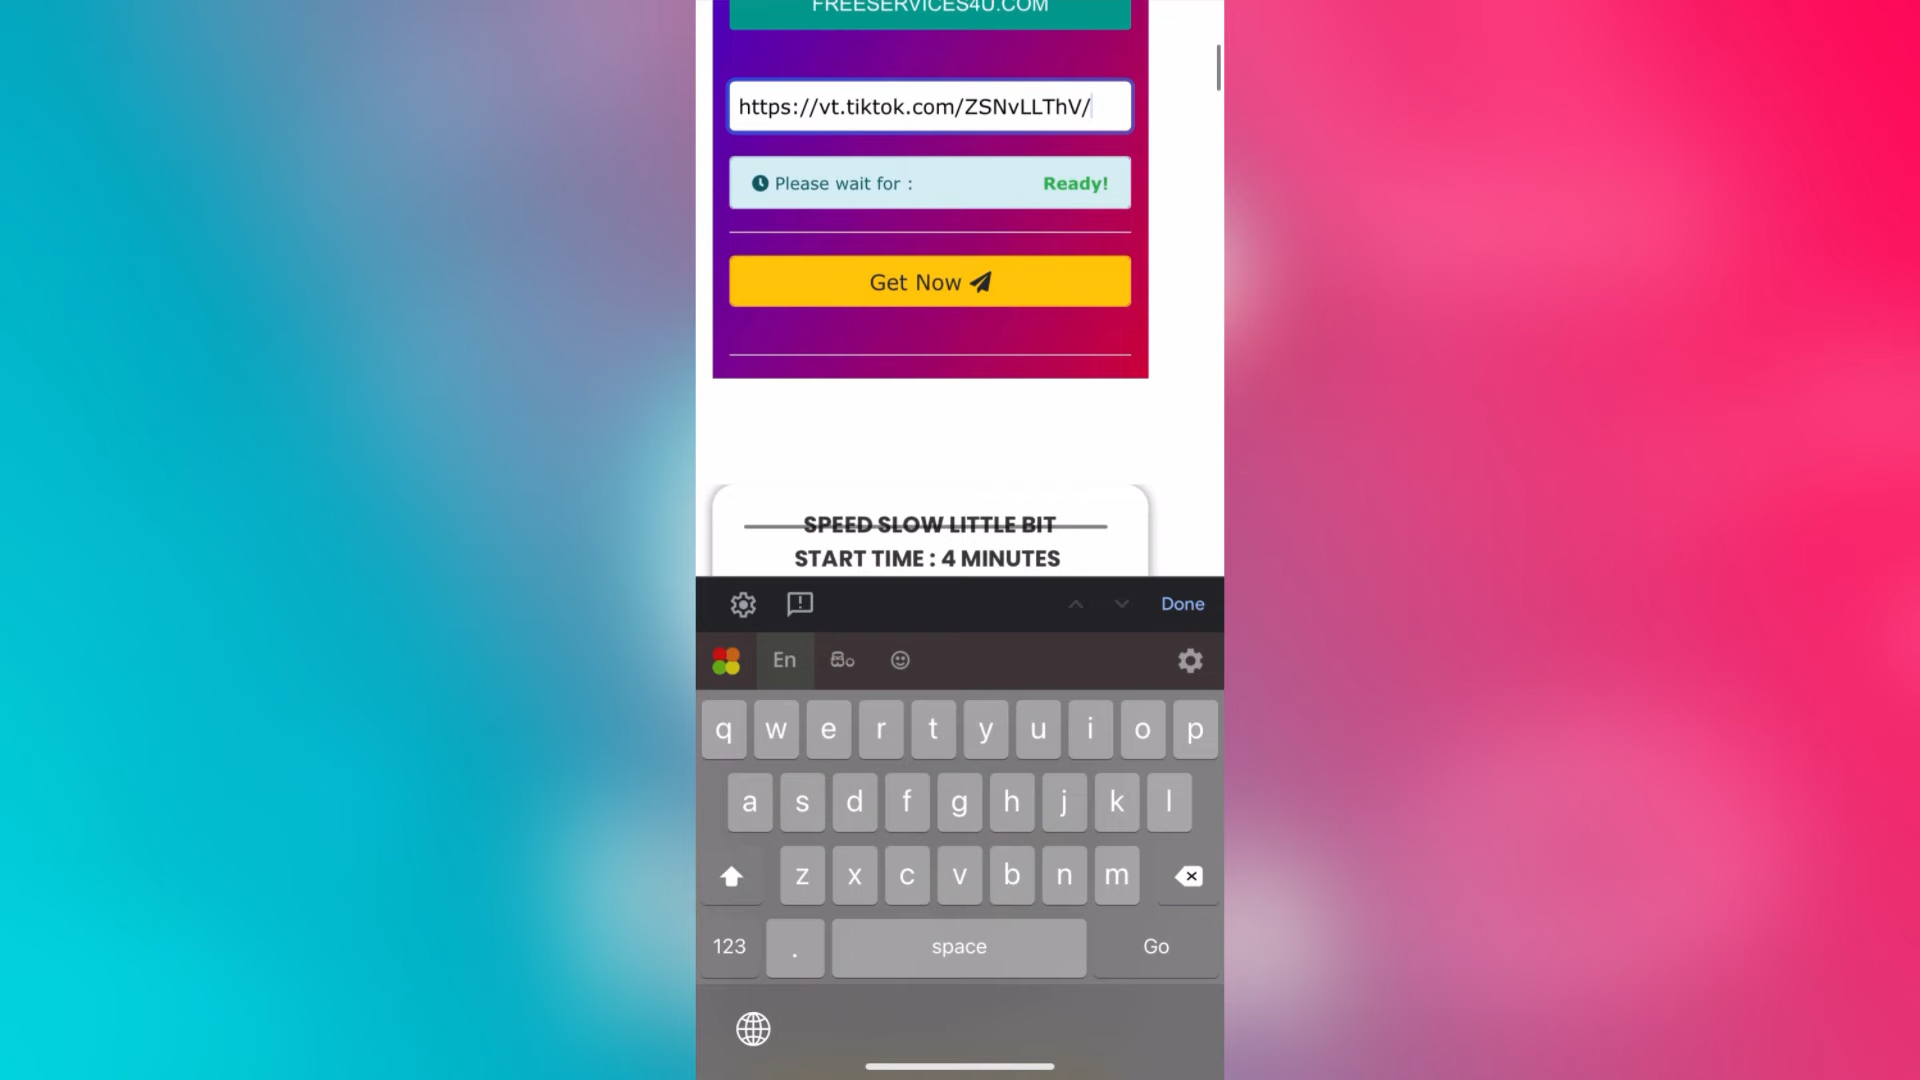 FREESERVICES4U.COM
https://vt.tiktok.com/ZSNvLLThV/
Please wait for : Ready!
Get Now
SPEED SLOW LITTLE BIT
START TIME : 4 MINUTES
Done
En
q w e r t y u i o p
a s d f g h j k l
z x c v b n m
123 . space Go